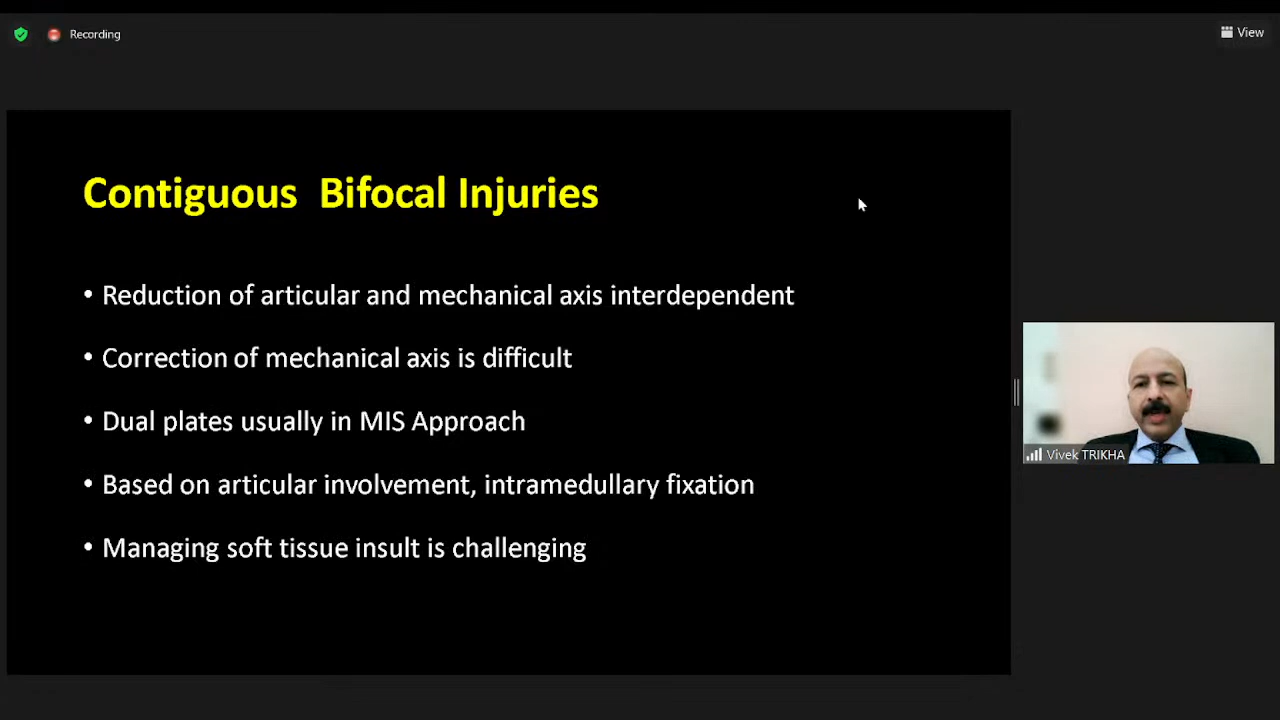 Recording
View
Contiguous Bifocal Injuries
• Reduction of articular and mechanical axis interdependent
• Correction of mechanical axis is difficult
• Dual plates usually in MIS Approach
• Based on articular involvement, intramedullary fixation
• Managing soft tissue insult is challenging
Vivek TRIKHA